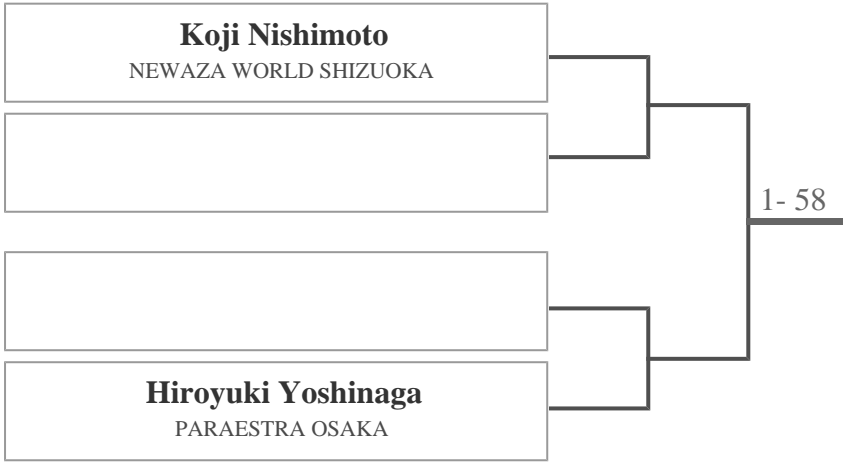 Koji Nishimoto
NEWAZA WORLD SHIZUOKA
1- 58
Hiroyuki Yoshinaga
PARAESTRA OSAKA